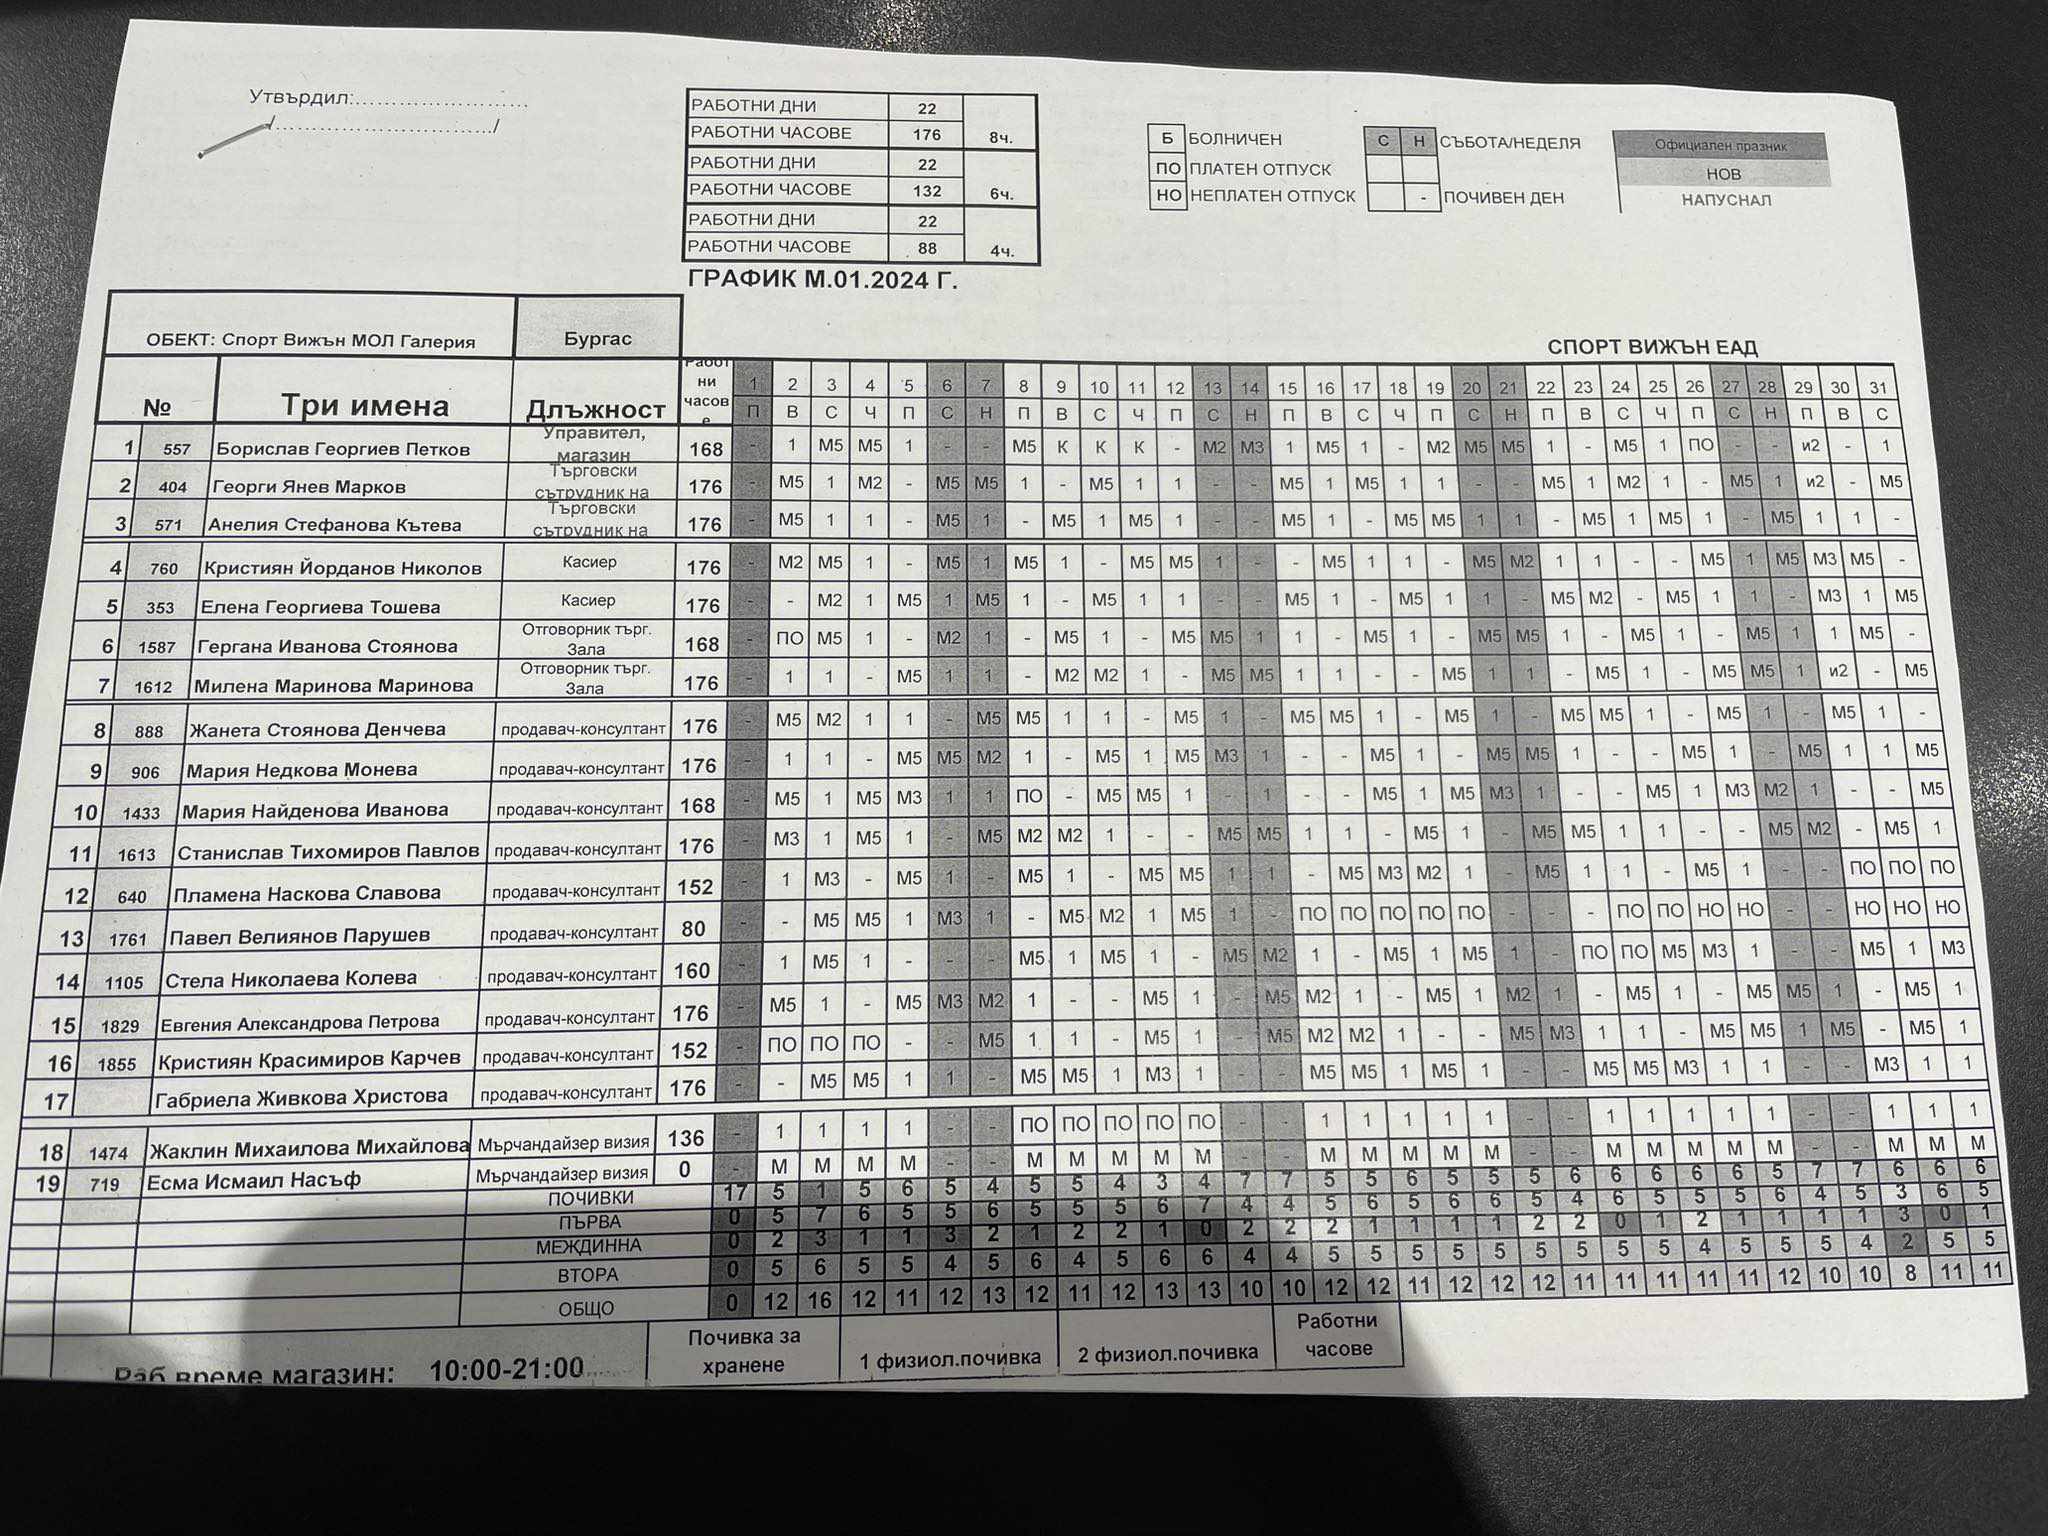 Утвърдил:............................
/................................./
РАБОТНИ ДНИ 22
РАБОТНИ ЧАСОВЕ 176 8ч.
РАБОТНИ ДНИ 22
РАБОТНИ ЧАСОВЕ 132 6ч.
РАБОТНИ ДНИ 22
РАБОТНИ ЧАСОВЕ 88 4ч.
Б БОЛНИЧЕН
ПО ПЛАТЕН ОТПУСК
НО НЕПЛАТЕН ОТПУСК
С Н СЪБОТА/НЕДЕЛЯ
- ПОЧИВЕН ДЕН
Официален празник
НОВ
НАПУСНАЛ
ГРАФИК М.01.2024 Г.
ОБЕКТ: Спорт Вижън МОЛ Галерия Бургас
СПОРТ ВИЖЪН ЕАД
№ Три имена Длъжност Работни часове 1 2 3 4 5 6 7 8 9 10 11 12 13 14 15 16 17 18 19 20 21 22 23 24 25 26 27 28 29 30 31
П В С Ч П С Н П В С Ч П С Н П В С Ч П С Н П В С Ч П С Н П В С
1 557 Борислав Георгиев Петков Управител, магазин 168 - 1 М5 М5 1 - - М5 К К К - М2 М3 1 М5 1 - М2 М5 М5 1 - М5 1 ПО - - и2 - 1
2 404 Георги Янев Марков Търговски сътрудник на 176 - М5 1 М2 - М5 М5 1 - М5 1 1 - - М5 1 М5 1 1 - - М5 1 М2 1 - М5 1 и2 - М5
3 571 Анелия Стефанова Кътева Търговски сътрудник на 176 - М5 1 1 - М5 1 - М5 1 М5 1 - - М5 1 - М5 М5 1 1 - М5 1 М5 1 - М5 1 1 -
4 760 Кристиян Йорданов Николов Касиер 176 - М2 М5 1 - М5 1 М5 1 - М5 М5 1 - - М5 1 1 - М5 М2 1 1 - - М5 1 М5 М3 М5 -
5 353 Елена Георгиева Тошева Касиер 176 - - М2 1 М5 1 М5 1 - М5 1 1 - - М5 1 - М5 1 1 - М5 М2 - М5 1 1 - М3 1 М5
6 1587 Гергана Иванова Стоянова Отговорник търг. Зала 168 - ПО М5 1 - М2 1 - М5 1 - М5 М5 1 1 - М5 1 - М5 М5 1 - М5 1 - М5 1 1 М5 -
7 1612 Милена Маринова Маринова Отговорник търг. Зала 176 - 1 1 - М5 1 1 - М2 М2 1 - М5 М5 1 1 - - М5 1 1 - М5 1 - М5 М5 1 и2 - М5
8 888 Жанета Стоянова Денчева продавач-консултант 176 - М5 М2 1 1 - М5 М5 1 1 - М5 1 - М5 М5 1 - М5 1 - М5 М5 1 - М5 1 - М5 1 -
9 906 Мария Недкова Монева продавач-консултант 176 - 1 1 - М5 М5 М2 1 - М5 1 М5 М3 1 - - М5 1 - М5 М5 1 - - М5 1 - М5 1 1 М5
10 1433 Мария Найденова Иванова продавач-консултант 168 - М5 1 М5 М3 1 1 ПО - М5 М5 1 - 1 - - М5 1 М5 М3 1 - - М5 1 М3 М2 1 - - М5
11 1613 Станислав Тихомиров Павлов продавач-консултант 176 - М3 1 М5 1 - М5 М2 М2 1 - - М5 М5 1 1 - М5 1 - М5 М5 1 1 - - М5 М2 - М5 1
12 640 Пламена Наскова Славова продавач-консултант 152 - 1 М3 - М5 1 - М5 1 - М5 М5 1 1 - М5 М3 М2 1 - М5 1 1 - М5 1 - - ПО ПО ПО
13 1761 Павел Велиянов Парушев продавач-консултант 80 - - М5 М5 1 М3 1 - М5 М2 1 М5 1 - ПО ПО ПО ПО ПО - - - ПО ПО НО НО - - НО НО НО
14 1105 Стела Николаева Колева продавач-консултант 160 - 1 М5 1 - - - М5 1 М5 1 - М5 М2 1 - М5 1 М5 1 - ПО ПО М5 М3 1 - - М5 1 М3
15 1829 Евгения Александрова Петрова продавач-консултант 176 - М5 1 - М5 М3 М2 1 - - М5 1 - М5 М2 1 - М5 1 М2 1 - М5 1 - М5 М5 1 - М5 1
16 1855 Кристиян Красимиров Карчев продавач-консултант 152 - ПО ПО ПО - - М5 1 1 - М5 1 - М5 М2 М2 1 - - М5 М3 1 1 - М5 М5 1 М5 - М5 1
17 Габриела Живкова Христова продавач-консултант 176 - - М5 М5 1 1 - М5 М5 1 М3 1 - - М5 М5 1 М5 1 - - М5 М5 М3 1 1 - - М3 1 1
18 1474 Жаклин Михаилова Михайлова Мърчандайзер визия 136 - 1 1 1 1 - - ПО ПО ПО ПО ПО - - 1 1 1 1 1 - - 1 1 1 1 1 - - 1 1 1
19 719 Есма Исмаил Насъф Мърчандайзер визия 0 - М М М М - - М М М М М - - М М М М М - - М М М М М - - М М М
ПОЧИВКИ 17 5 1 5 6 5 4 5 5 4 3 4 7 7 5 5 6 5 5 5 6 6 6 6 5 7 7 6 6 6
ПЪРВА 0 5 7 6 5 5 6 5 5 5 6 7 4 4 5 6 5 6 6 5 4 6 5 5 5 6 4 5 3 6 5
МЕЖДИННА 0 2 3 1 1 3 2 1 2 2 1 0 2 2 2 1 1 1 1 2 2 0 1 2 1 1 1 1 3 0 1
ВТОРА 0 5 6 5 5 4 5 6 4 5 6 6 4 4 5 5 5 5 5 5 5 5 5 4 5 5 5 4 2 5 5
ОБЩО 0 12 16 12 11 12 13 12 11 12 13 13 10 10 12 12 11 12 12 12 11 11 11 11 11 12 10 10 8 11 11
Раб.време магазин: 10:00-21:00
Почивка за хранене
1 физиол.почивка
2 физиол.почивка
Работни часове